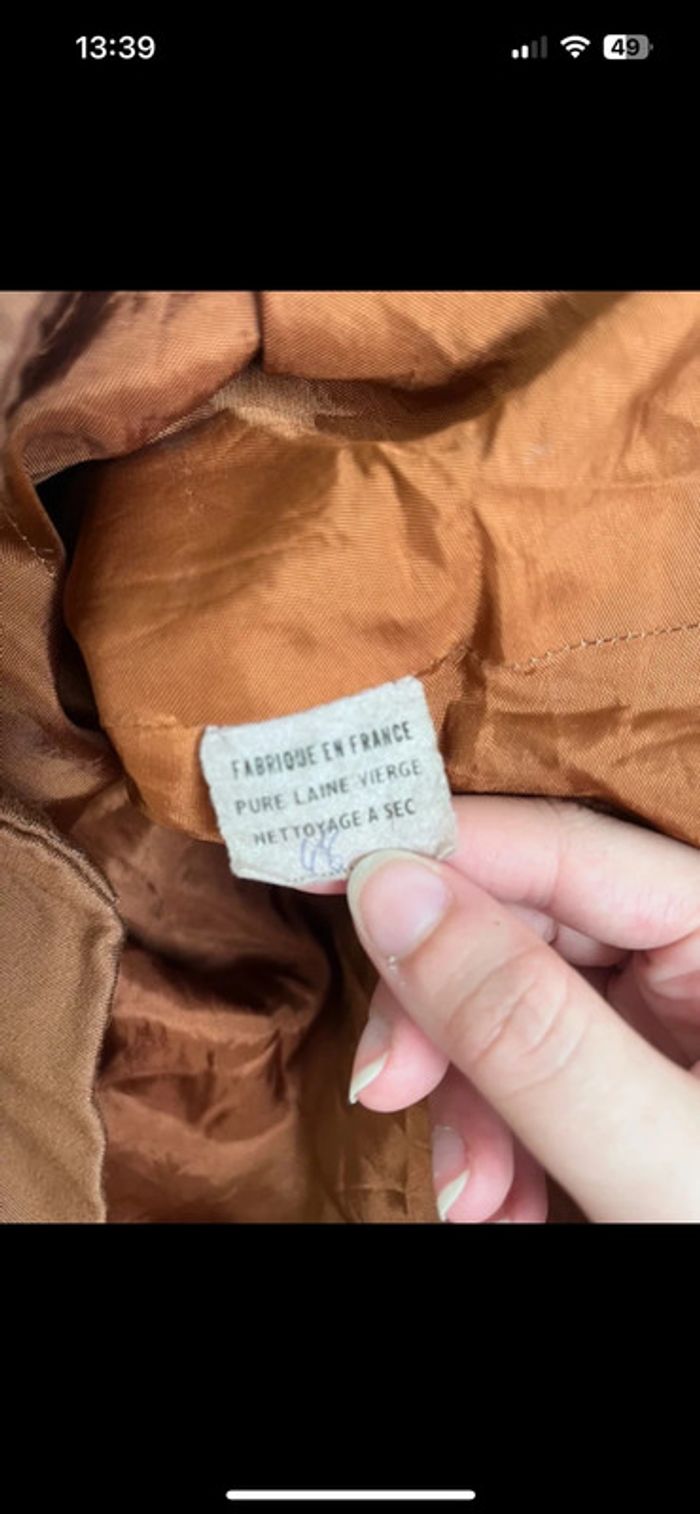 13:39
49
FABRIQUE EN FRANCE
PURE LAINE VIERGE
NETTOYAGE A SEC